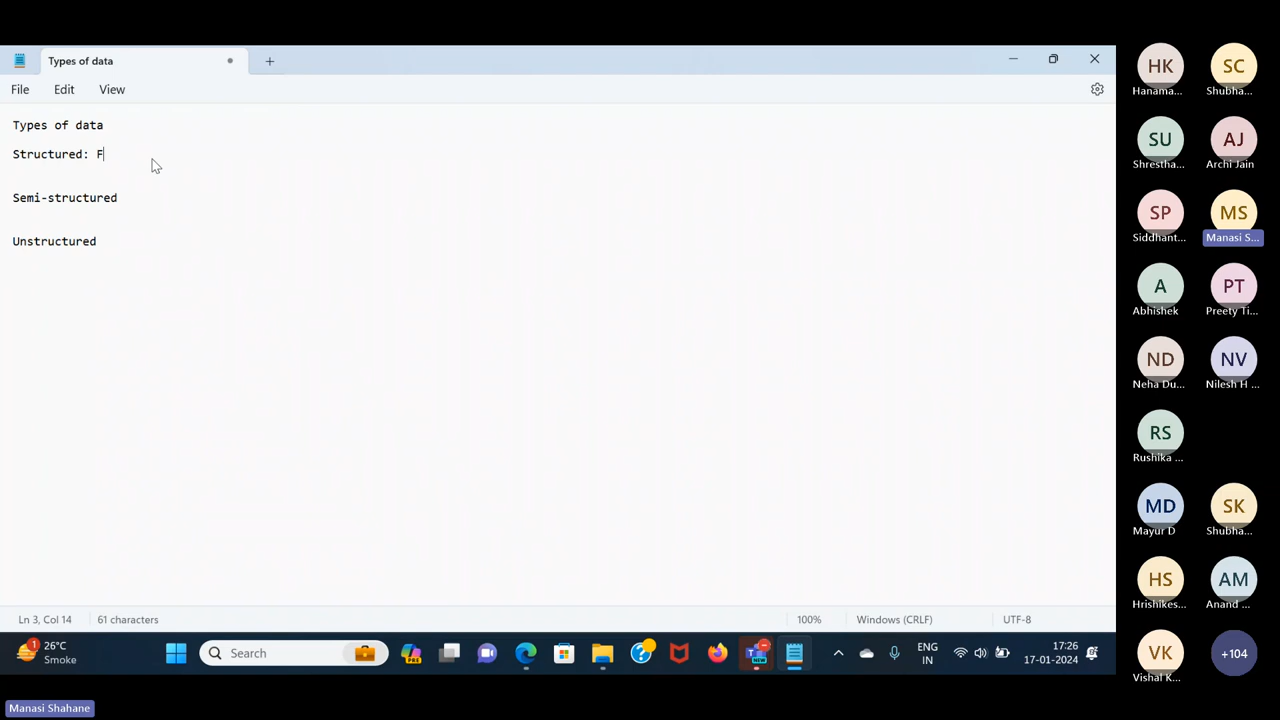 Types of data
+
File
Edit
View
Types of data
Structured: F
Semi-structured
Unstructured
Ln 3, Col 14
61 characters
100%
Windows (CRLF)
UTF-8
1
26°C
Smoke
Search
PRE
NEW
ENG
IN
17:26
17-01-2024
HK
Hanama...
SC
Shubha...
SU
Shrestha...
AJ
Archi Jain
SP
Siddhant...
MS
Manasi S...
A
Abhishek
PT
Preety Ti...
ND
Neha Du...
NV
Nilesh H ...
RS
Rushika ...
MD
Mayur D
SK
Shubha...
HS
Hrishikes...
AM
Anand ...
VK
Vishal K...
+104
Manasi Shahane